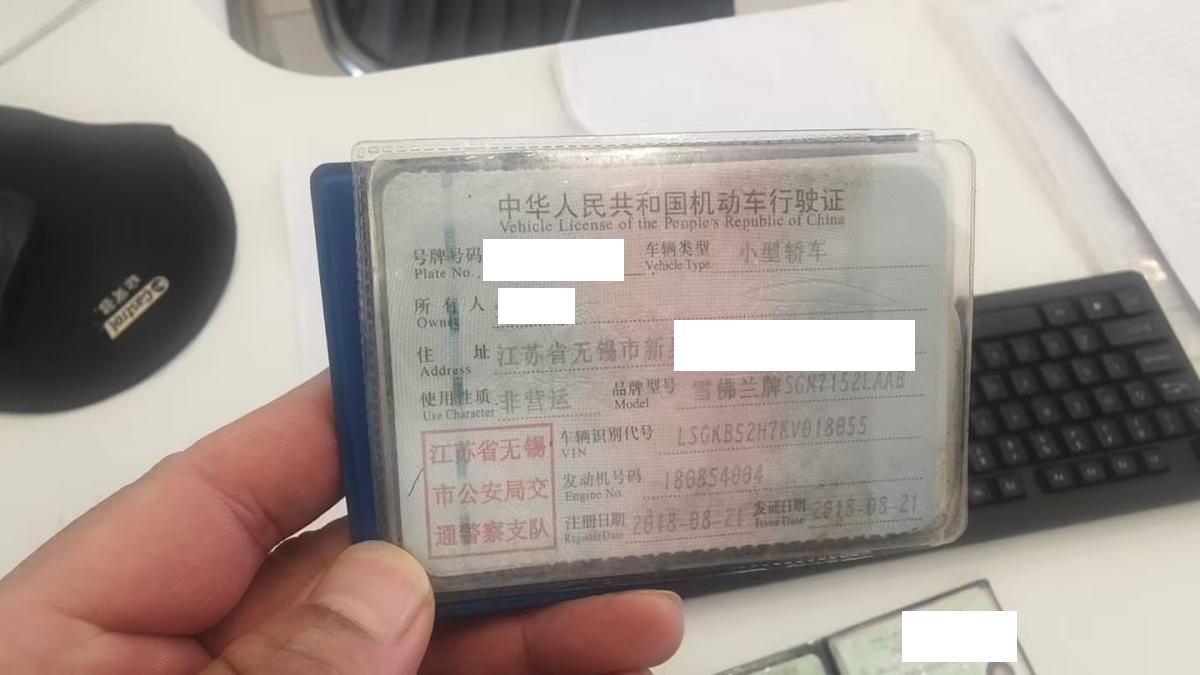 中华人民共和国机动车行驶证
Vehicle License of the People's Republic of China
号牌号码
Plate No.
车辆类型 小型轿车
Vehicle Type
所有人
Owner
住址 江苏省无锡市新
Address
使用性质 非营运
Use Character
品牌型号 雪佛兰牌SGM7152LAAB
Model
江苏省无锡
市公安局交
通警察支队
车辆识别代号 LSGKB52H7KV018055
VIN
发动机号码 180854004
Engine No.
注册日期 2018-08-21
Register Date
发证日期 2018-08-21
Issue Date
Castrol
嘉实多